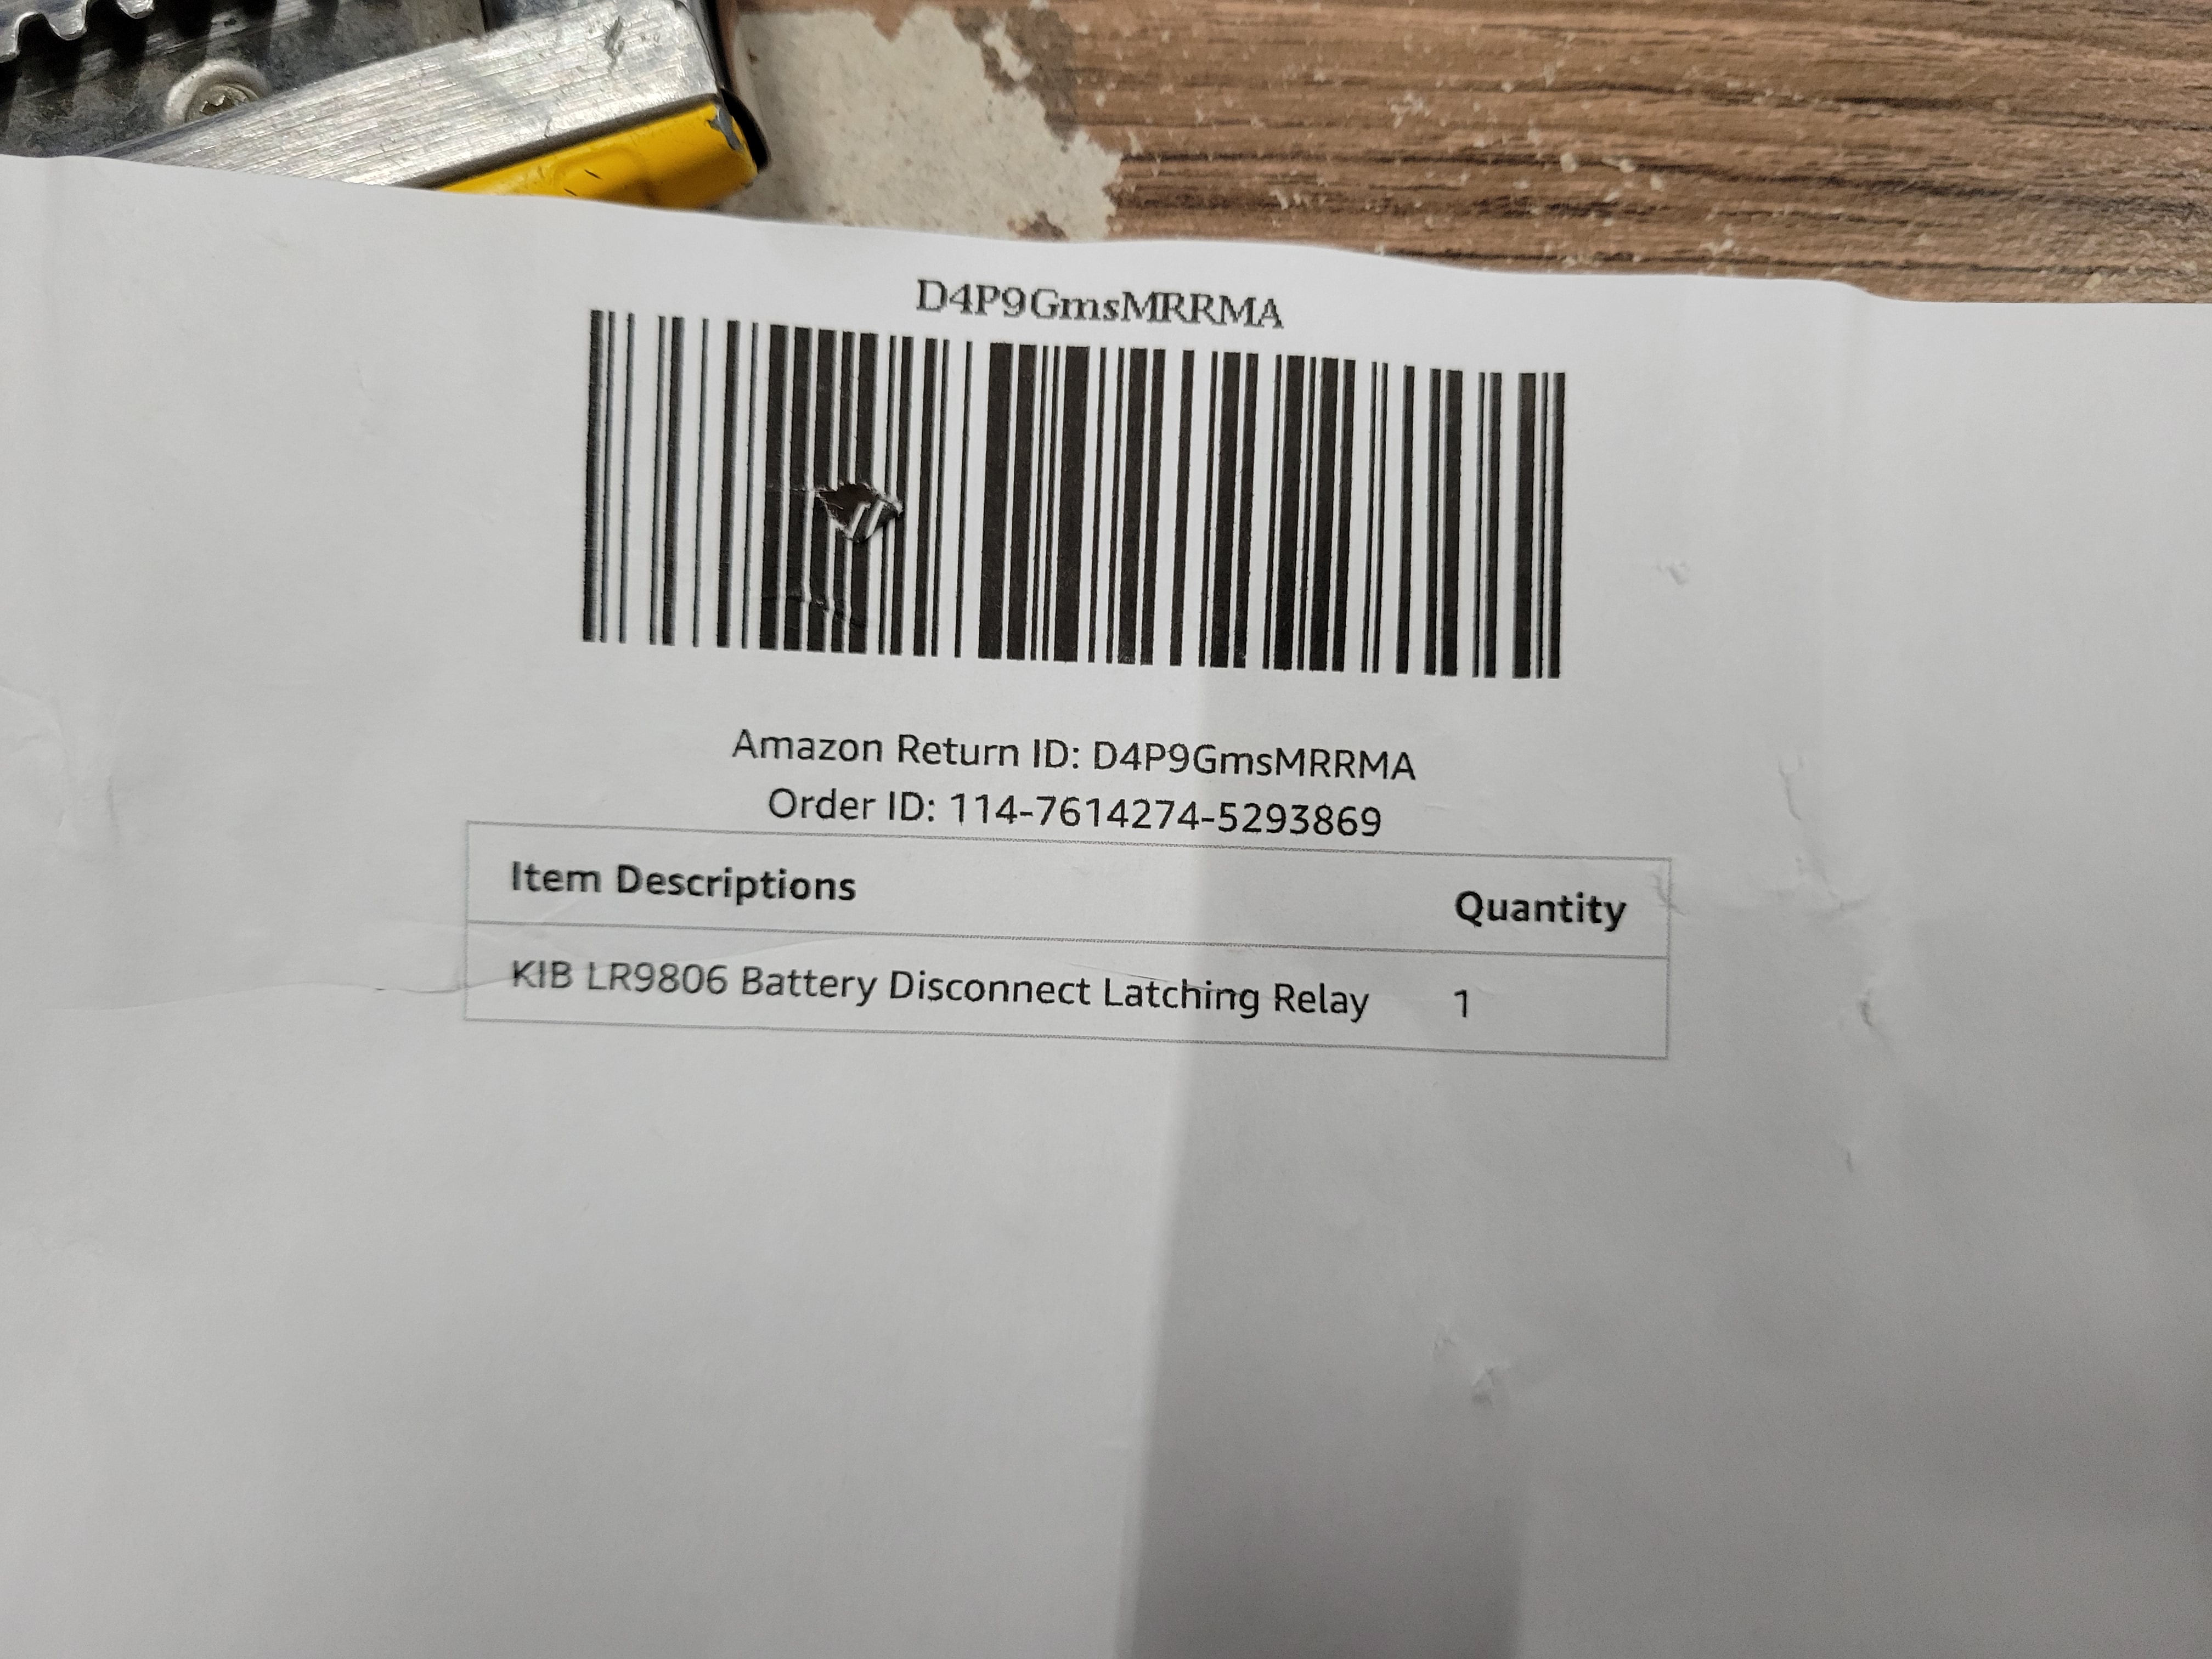 D4P9GmsMRRMA
Amazon Return ID: D4P9GmsMRRMA
Order ID: 114-7614274-5293869
Item Descriptions Quantity
KIB LR9806 Battery Disconnect Latching Relay 1